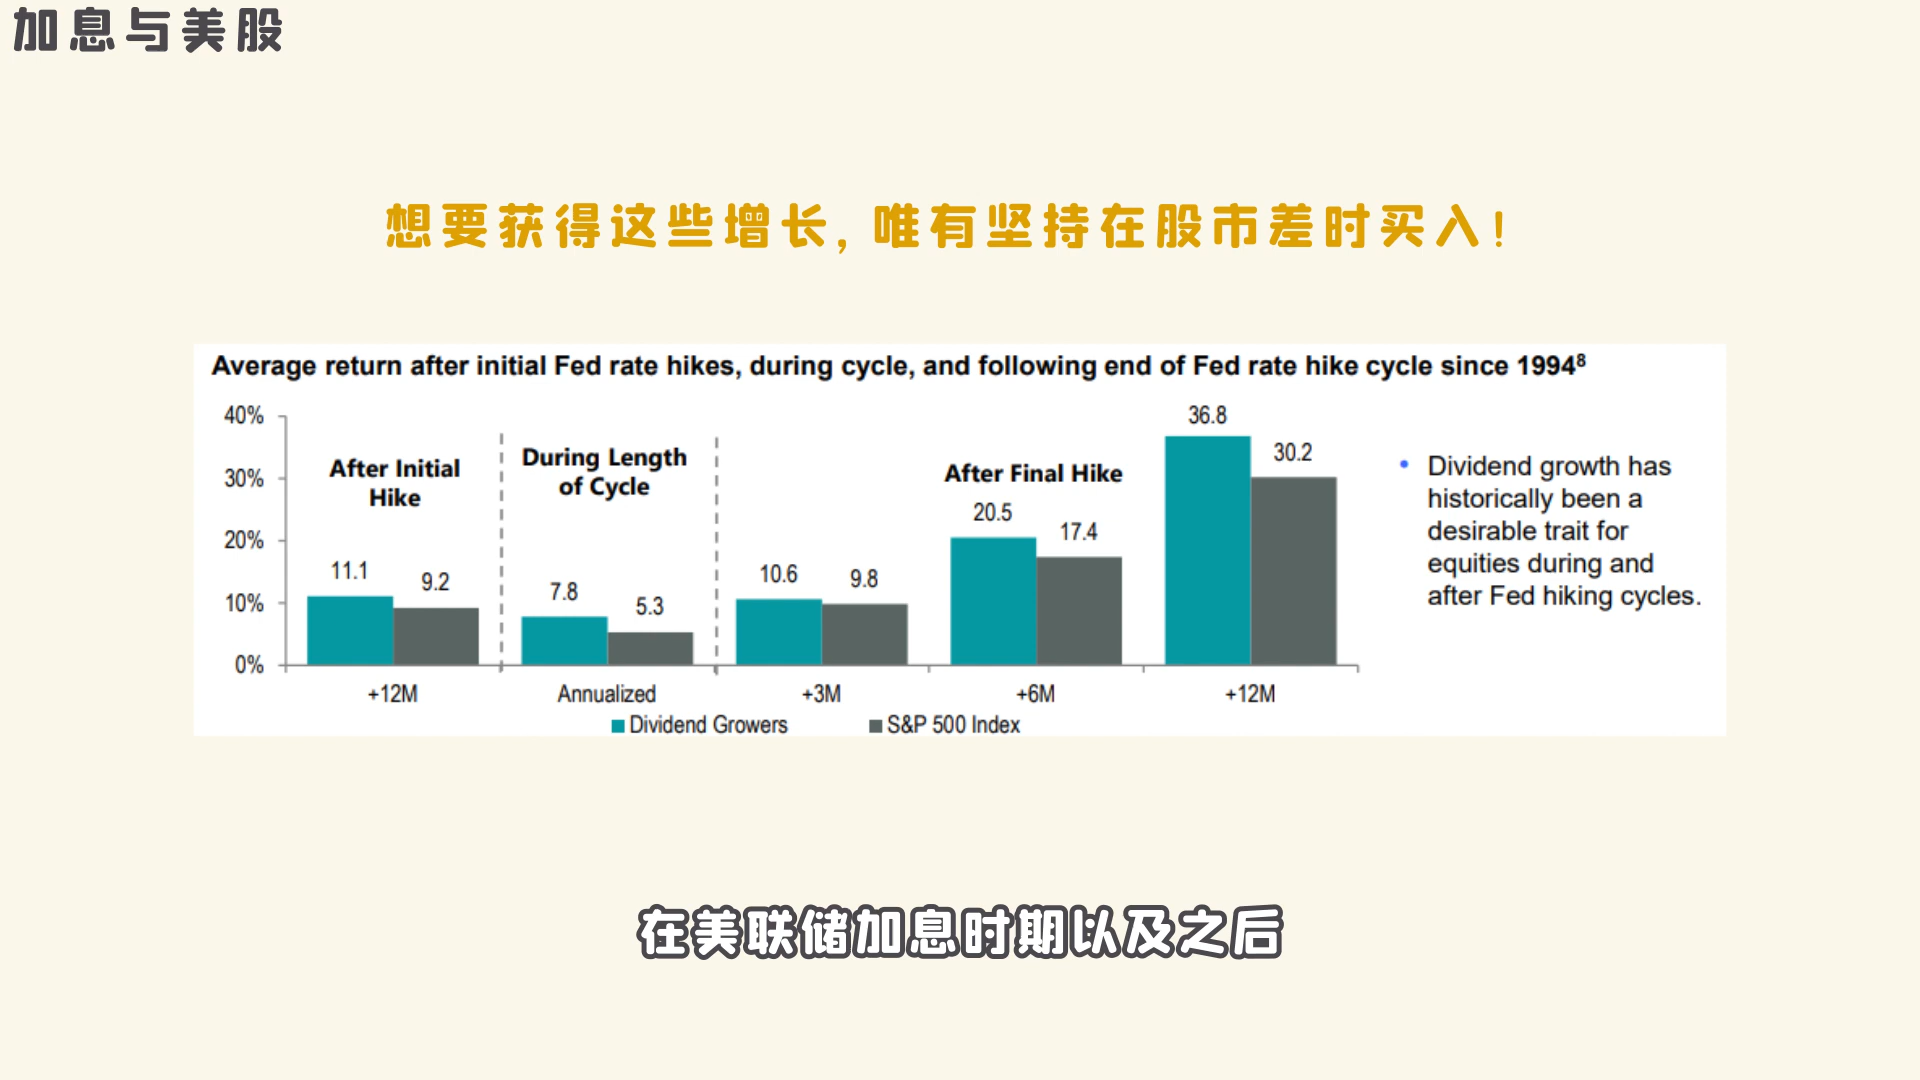 加息与美股
想要获得这些增长,唯有坚持在股市差时买入!
Average return after initial Fed rate hikes, during cycle, and following end of Fed rate hike cycle since 1994⁸
40%
30%
20%
10%
0%
After Initial
Hike
During Length
of Cycle
After Final Hike
11.1
9.2
7.8
5.3
10.6
9.8
20.5
17.4
36.8
30.2
+12M
Annualized
+3M
+6M
+12M
Dividend Growers
S&P 500 Index
• Dividend growth has
historically been a
desirable trait for
equities during and
after Fed hiking cycles.
在美联储加息时期以及之后